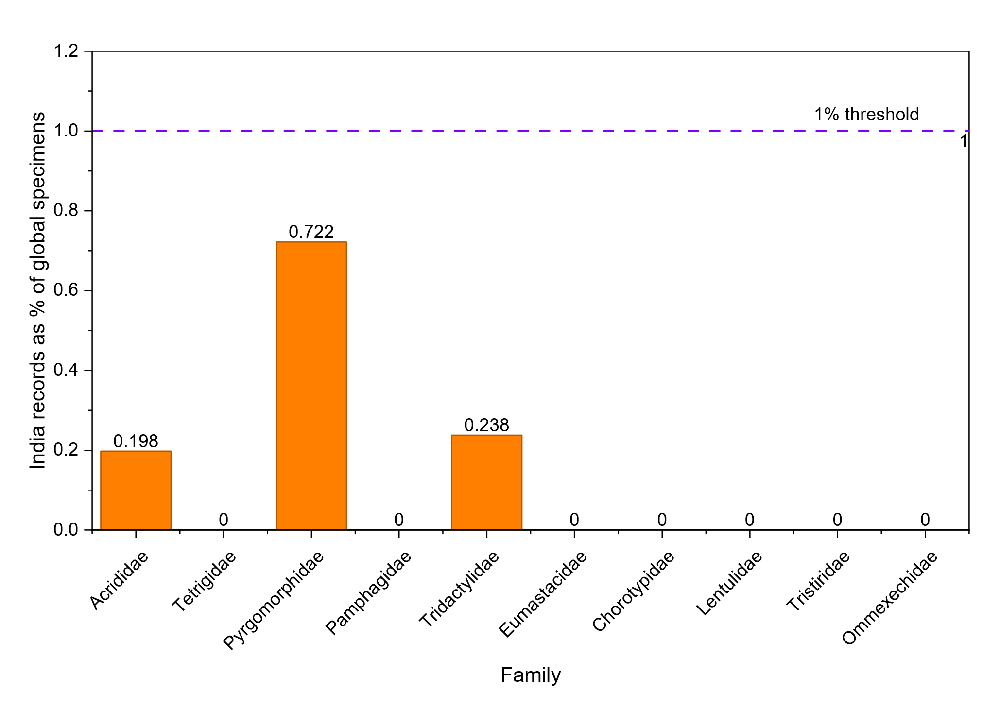 India records as % of global specimens
1.2
1.0
0.8
0.6
0.4
0.2
0.0
1% threshold
1
0.198
0
0.722
0
0.238
0
0
0
0
0
Acrididae
Tetrigidae
Pyrgomorphidae
Pamphagidae
Tridactylidae
Eumastacidae
Chorotypidae
Lentulidae
Tristiridae
Ommexechidae
Family